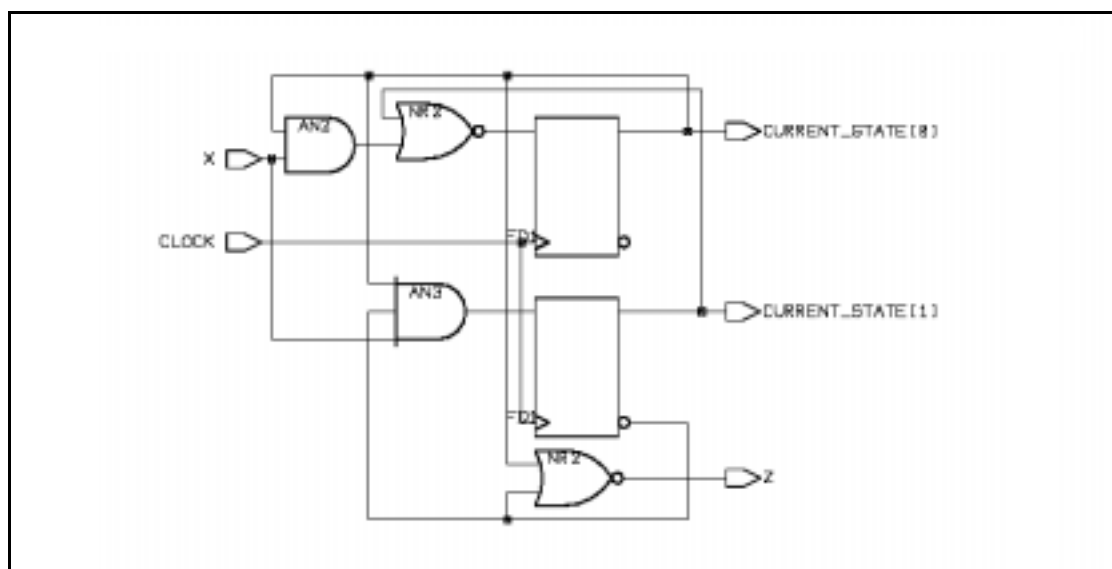 AN2
NR2
CURRENT_STATE[0]
X
CLOCK
FD1
AN3
CURRENT_STATE[1]
FD1
NR2
Z